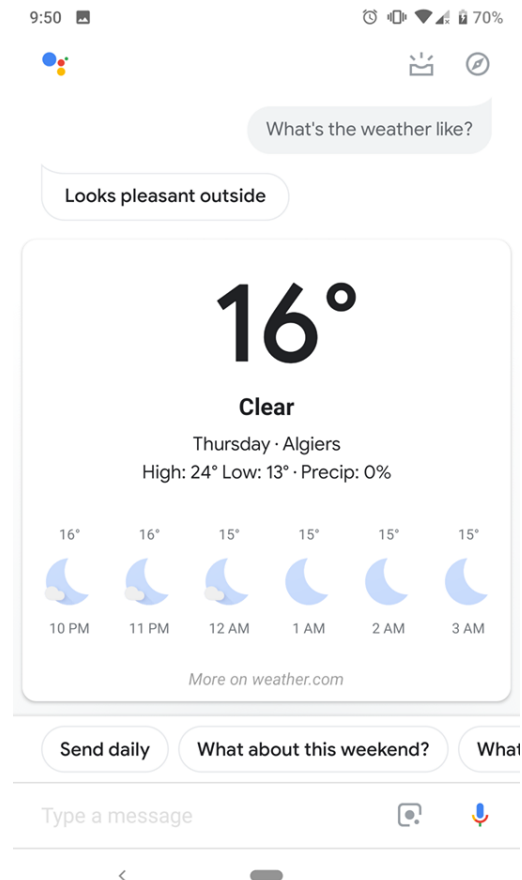 9:50 70%
What's the weather like?
Looks pleasant outside
16°
Clear
Thursday · Algiers
High: 24° Low: 13° · Precip: 0%
16° 16° 15° 15° 15° 15°
10 PM 11 PM 12 AM 1 AM 2 AM 3 AM
More on weather.com
Send daily What about this weekend? What
Type a message